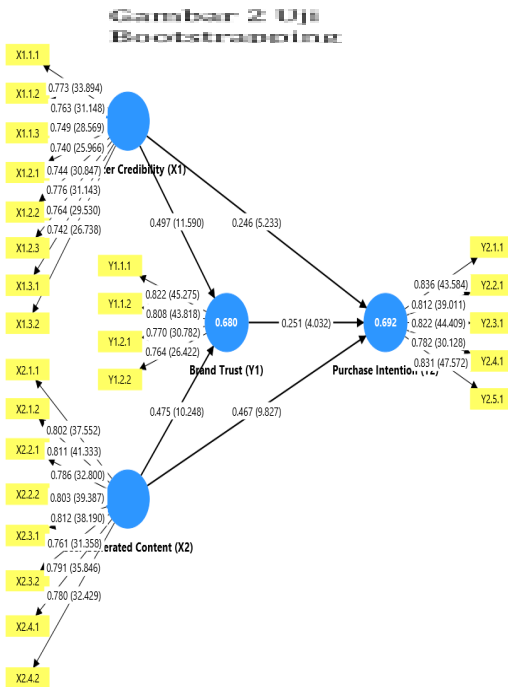 Gambar 2 Uji
Bootstrapping
X1.1.1
X1.1.2
X1.1.3
X1.2.1
X1.2.2
X1.2.3
X1.3.1
X1.3.2
0.773 (33.894)
0.763 (31.148)
0.749 (28.569)
0.740 (25.966)
0.744 (30.847)
0.776 (31.143)
0.764 (29.530)
0.742 (26.738)
Credibility (X1)
0.497 (11.590)
0.246 (5.233)
Y1.1.1
Y1.1.2
Y1.2.1
Y1.2.2
0.822 (45.275)
0.808 (43.818)
0.770 (30.782)
0.764 (26.422)
0.680
Brand Trust (Y1)
0.251 (4.032)
0.692
Purchase Intention
0.836 (43.584)
0.812 (39.011)
0.822 (44.409)
0.782 (30.128)
0.831 (47.572)
Y2.1.1
Y2.2.1
Y2.3.1
Y2.4.1
Y2.5.1
0.475 (10.248)
0.467 (9.827)
X2.1.1
X2.1.2
X2.2.1
X2.2.2
X2.3.1
X2.3.2
X2.4.1
X2.4.2
0.802 (37.552)
0.811 (41.333)
0.786 (32.800)
0.803 (39.387)
0.812 (38.190)
0.761 (31.358)
0.791 (35.846)
0.780 (32.429)
Content (X2)